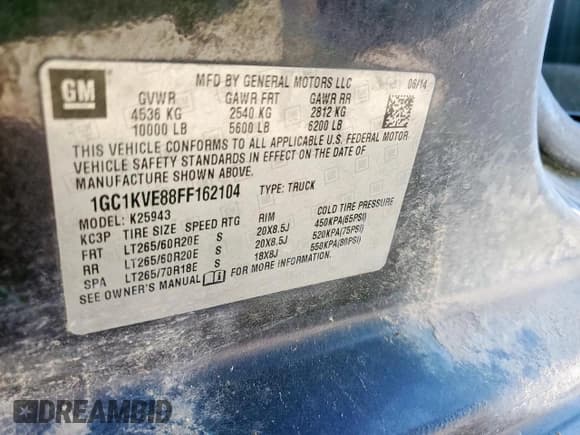 GM
MFD BY GENERAL MOTORS LLC 06/14
GVWR GAWR FRT GAWR RR
4536 KG 2540 KG 2812 KG
10000 LB 5600 LB 6200 LB
THIS VEHICLE CONFORMS TO ALL APPLICABLE U.S. FEDERAL MOTOR
VEHICLE SAFETY STANDARDS IN EFFECT ON THE DATE OF
MANUFACTURE SHOWN ABOVE.
1GC1KVE88FF162104 TYPE: TRUCK
MODEL: K25943
KC3P TIRE SIZE SPEED RTG RIM COLD TIRE PRESSURE
FRT LT265/60R20E S 20X8.5J 450KPA(65PSI)
RR LT265/60R20E S 20X8.5J 520KPA(75PSI)
SPA LT265/70R18E S 18X8J 550KPA(80PSI)
SEE OWNER'S MANUAL FOR MORE INFORMATION.
DREAMBID